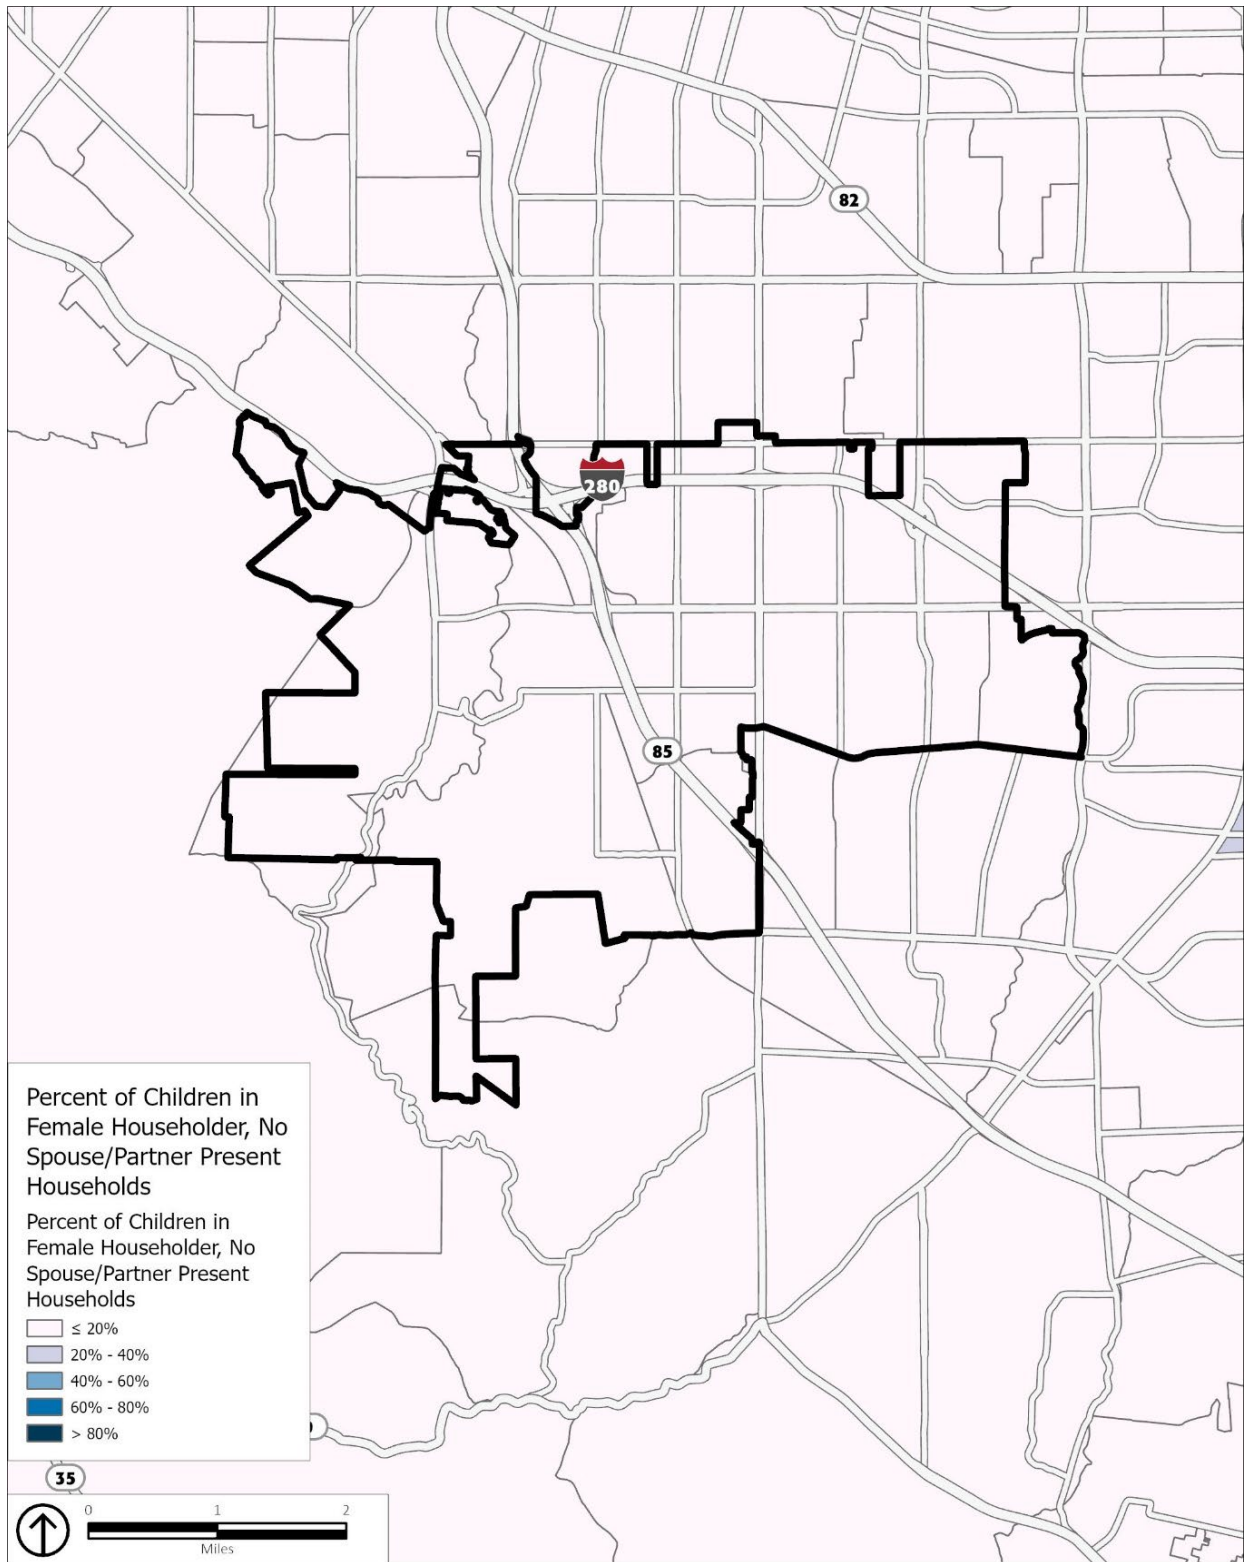 82
280
85
Percent of Children in
Female Householder, No
Spouse/Partner Present
Households
Percent of Children in
Female Householder, No
Spouse/Partner Present
Households
≤ 20%
20% - 40%
40% - 60%
60% - 80%
> 80%
35
0 1 2
Miles